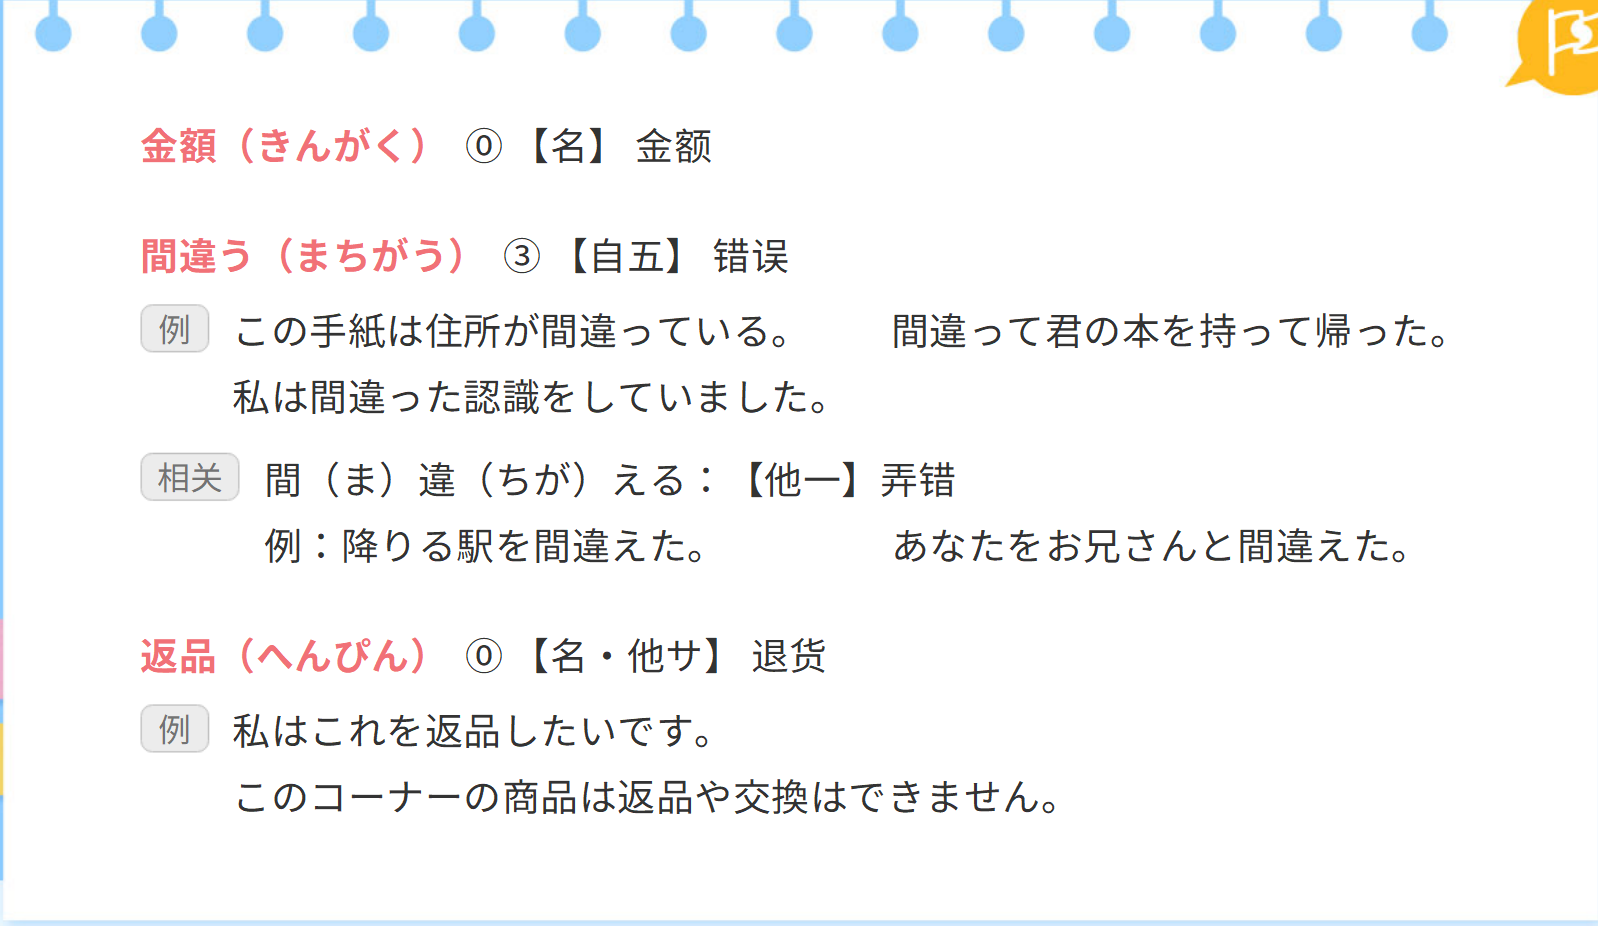 金額（きんがく） ⓪ 【名】 金额
間違う（まちがう） ③ 【自五】 错误
例 この手紙は住所が間違っている。 間違って君の本を持って帰った。
私は間違った認識をしていました。
相关 間（ま）違（ちが）える：【他一】弄错
例：降りる駅を間違えた。 あなたをお兄さんと間違えた。
返品（へんぴん） ⓪ 【名・他サ】 退货
例 私はこれを返品したいです。
このコーナーの商品は返品や交換はできません。